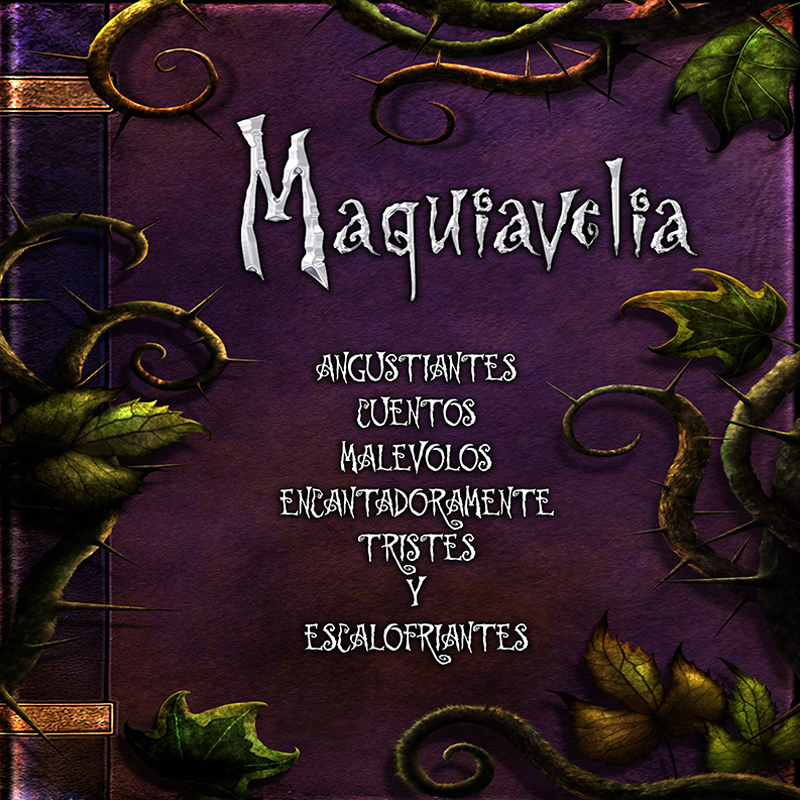 Maquiavelia
ANGUSTIANTES
CUENTOS
MALEVOLOS
ENCANTADORAMENTE
TRISTES
Y
ESCALOFRIANTES